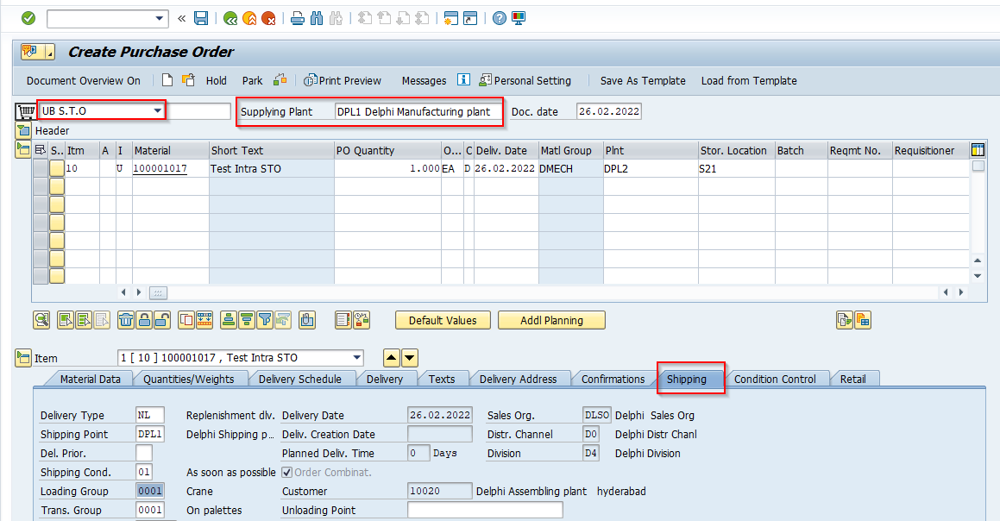 Create Purchase Order
Document Overview On Hold Park Print Preview Messages Personal Setting Save As Template Load from Template
UB S.T.O Supplying Plant DPL1 Delphi Manufacturing plant Doc. date 26.02.2022
Header
S.. Itm A I Material Short Text PO Quantity O... C Deliv. Date Matl Group Plnt Stor. Location Batch Reqmt No. Requisitioner
10 U 100001017 Test Intra STO 1.000 EA D 26.02.2022 DMECH DPL2 S21
Default Values Addl Planning
Item 1 [ 10 ] 100001017 , Test Intra STO
Material Data Quantities/Weights Delivery Schedule Delivery Texts Delivery Address Confirmations Shipping Condition Control Retail
Delivery Type NL Replenishment dlv. Delivery Date 26.02.2022 Sales Org. DLSO Delphi Sales Org
Shipping Point DPL1 Delphi Shipping p... Deliv. Creation Date Distr. Channel D0 Delphi Distr Chanl
Del. Prior. Planned Deliv. Time 0 Days Division D4 Delphi Division
Shipping Cond. 01 As soon as possible Order Combinat.
Loading Group 0001 Crane Customer 10020 Delphi Assembling plant hyderabad
Trans. Group 0001 On palettes Unloading Point